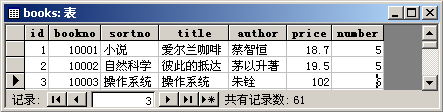 books: 表
id bookno sortno title author price number
1 10001 小说 爱尔兰咖啡 蔡智恒 18.7 5
2 10002 自然科学 彼此的抵达 茅以升著 19.5 5
3 10003 操作系统 操作系统 朱铨 102 5
记录: 3 共有记录数: 61